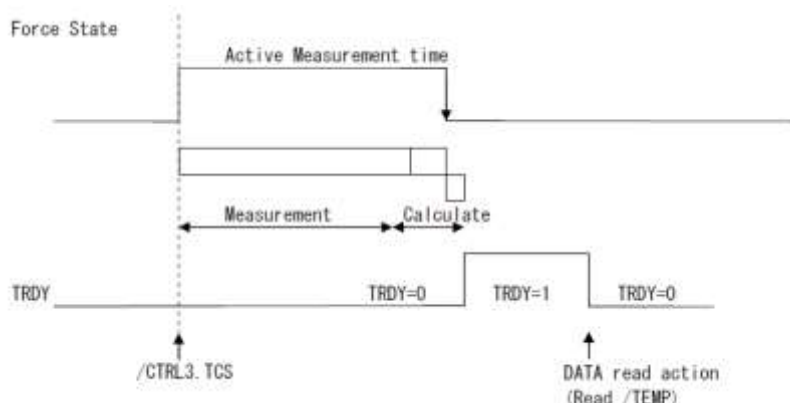 Force State
Active Measurement time
Measurement
Calculate
TRDY
TRDY=0
TRDY=1
TRDY=0
/CTRL3.TCS
DATA read action
(Read /TEMP)